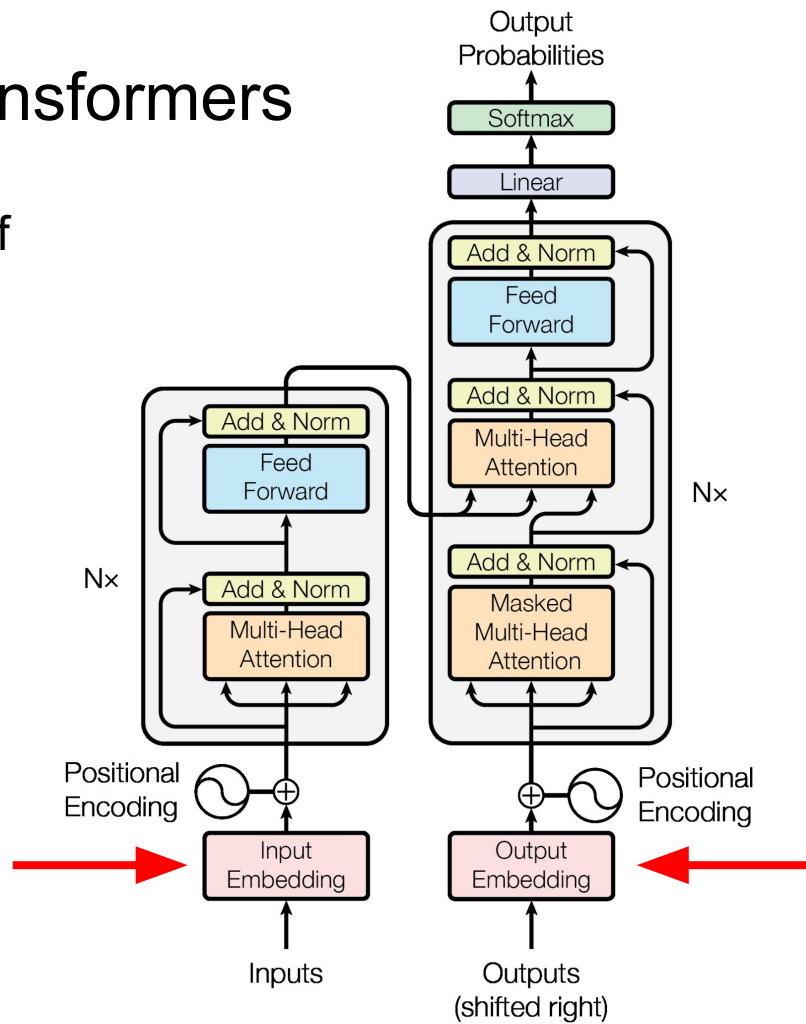 nsformers
f
Output
Probabilities
Softmax
Linear
Add & Norm
Feed
Forward
Add & Norm
Multi-Head
Attention
Nx
Add & Norm
Masked
Multi-Head
Attention
Add & Norm
Feed
Forward
Nx
Add & Norm
Multi-Head
Attention
Positional
Encoding
Positional
Encoding
Input
Embedding
Output
Embedding
Inputs
Outputs
(shifted right)